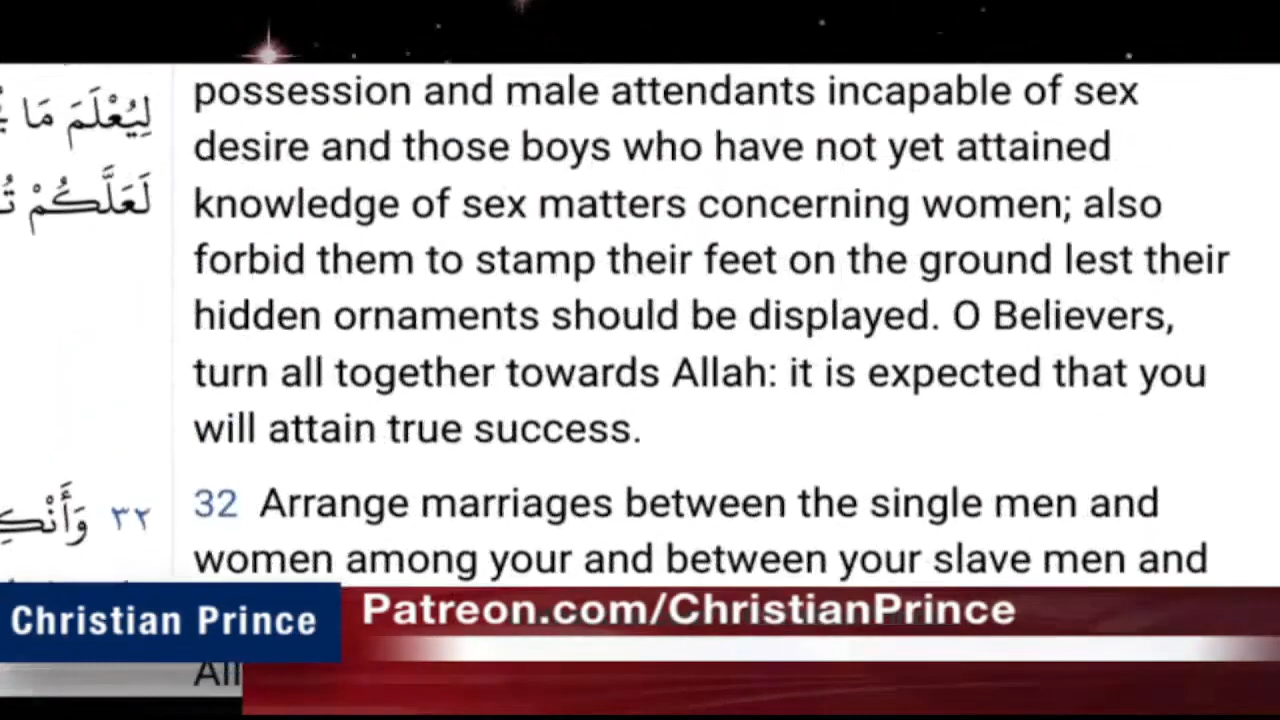 possession and male attendants incapable of sex
desire and those boys who have not yet attained
knowledge of sex matters concerning women; also
forbid them to stamp their feet on the ground lest their
hidden ornaments should be displayed. O Believers,
turn all together towards Allah: it is expected that you
will attain true success.
لِيُعْلَمَ مَا
لَعَلَّكُمْ
32 Arrange marriages between the single men and
women among your and between your slave men and
٣٢
Christian Prince
Patreon.com/ChristianPrince